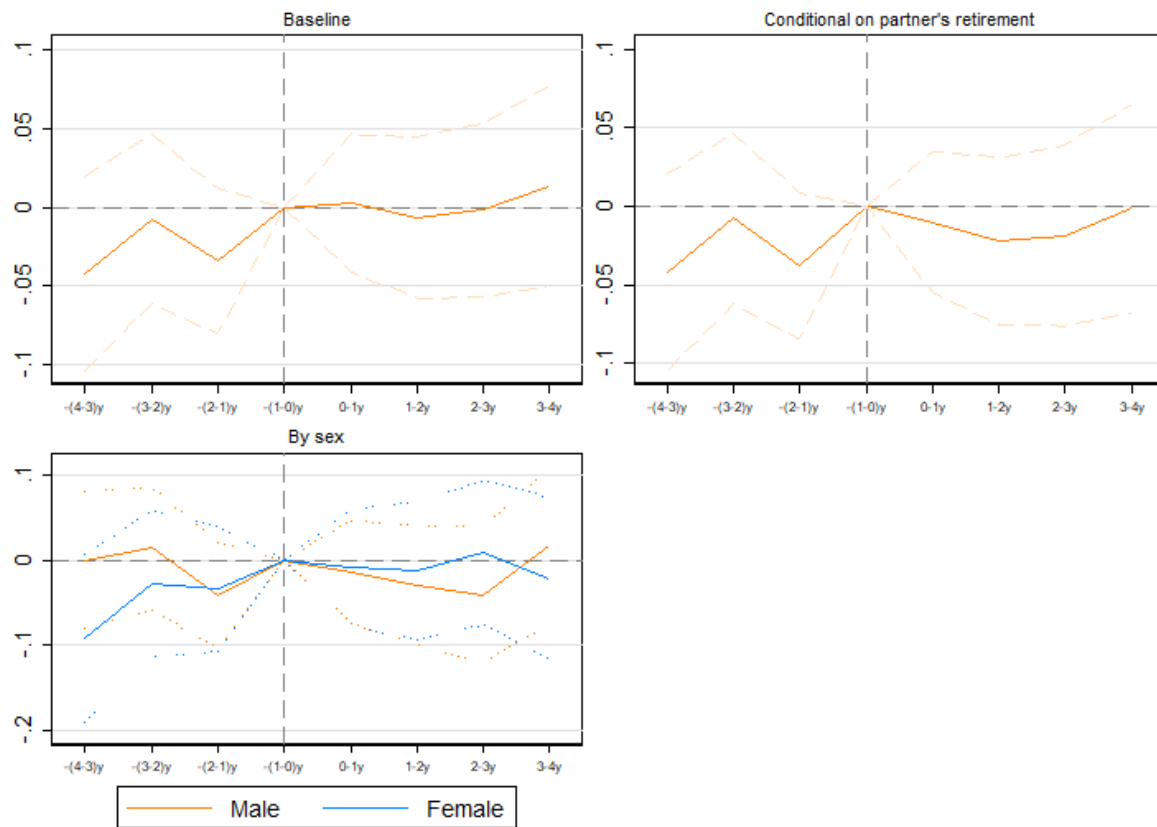 Baseline
.1
.05
0
-.05
-.1
-(4-3)y -(3-2)y -(2-1)y -(1-0)y 0-1y 1-2y 2-3y 3-4y
Conditional on partner's retirement
.1
.05
0
-.05
-.1
-(4-3)y -(3-2)y -(2-1)y -(1-0)y 0-1y 1-2y 2-3y 3-4y
By sex
.1
0
-.1
-.2
-(4-3)y -(3-2)y -(2-1)y -(1-0)y 0-1y 1-2y 2-3y 3-4y
Male Female